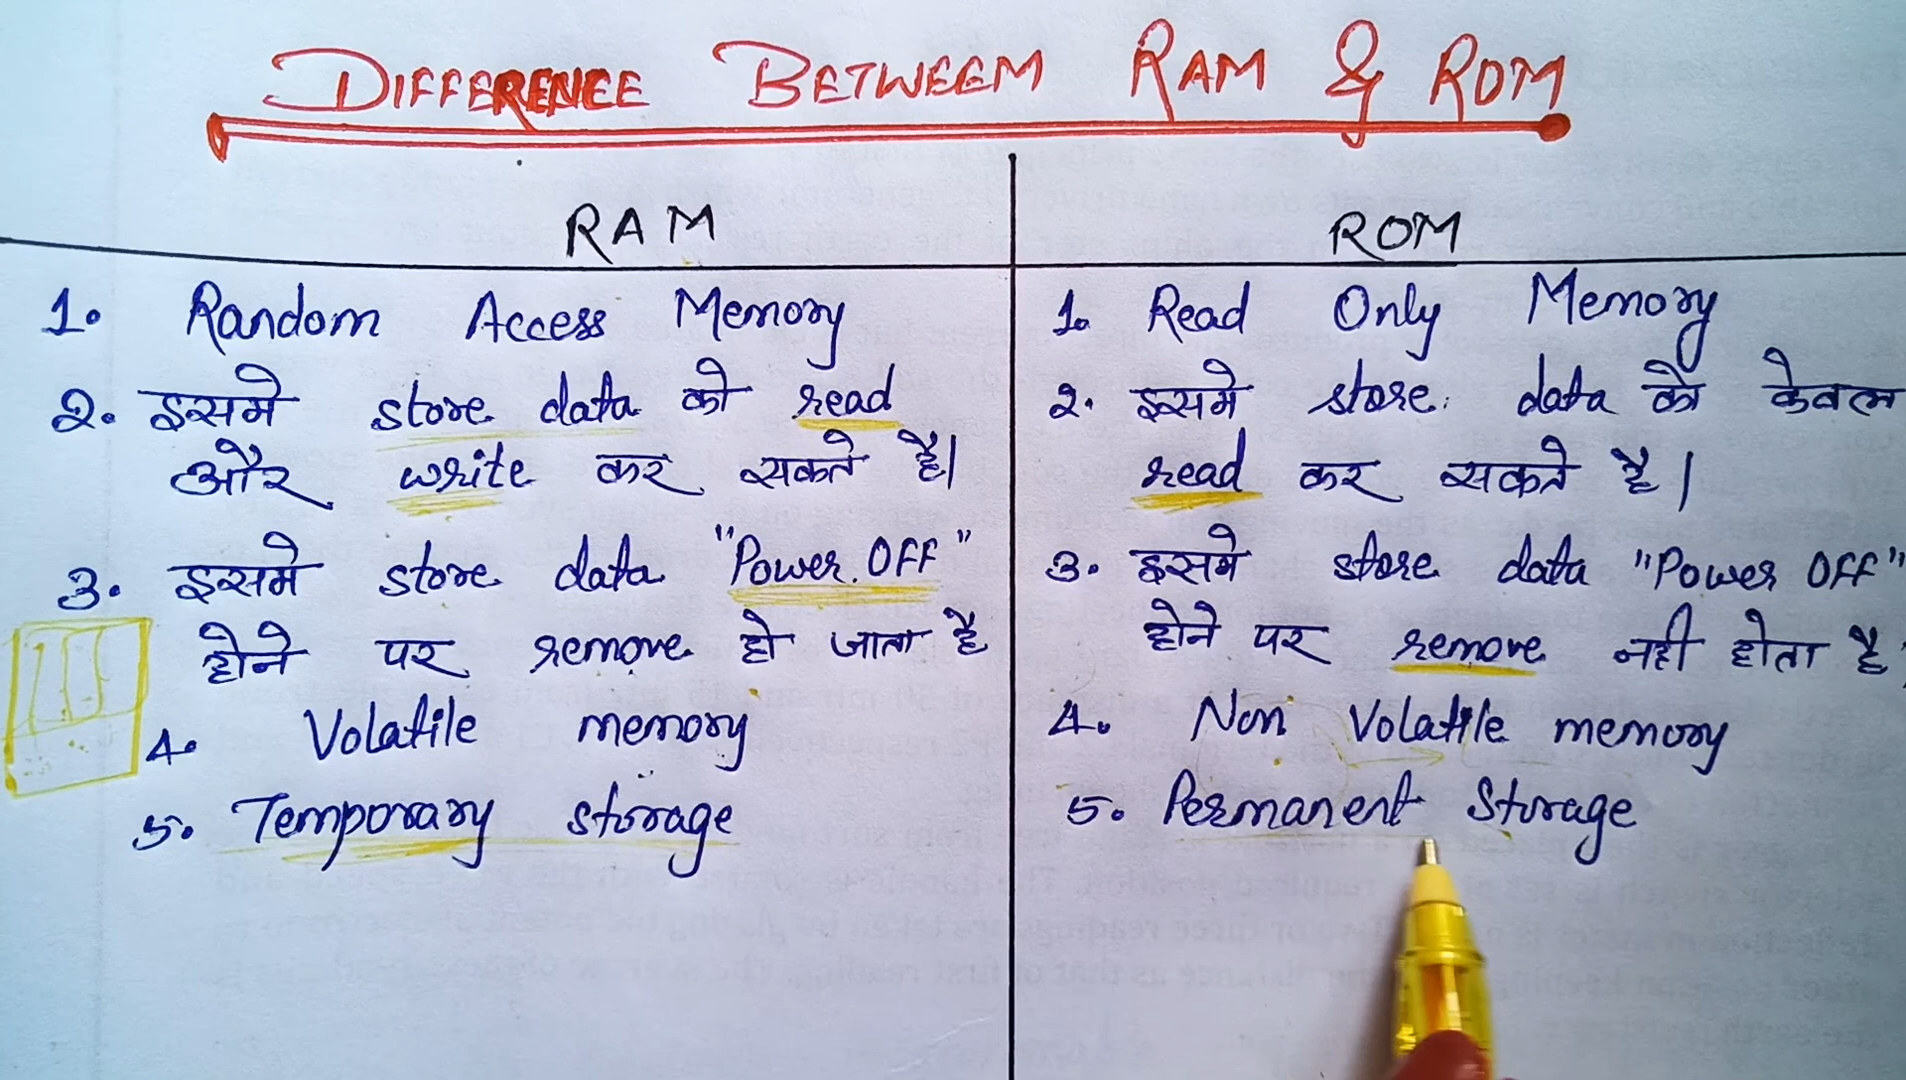 DIFFERENCE BETWEEM RAM & ROM
RAM
1. Random Access Memory
2. इसमे store data को read
और write कर सकते है।
3. इसमे store data "Power OFF"
होने पर remove हो जाता है
4. Volatile memory
5. Temporary storage
ROM
1. Read Only Memory
2. इसमे store data को केवल
read कर सकते है।
3. इसमे store data "Power OFF"
होने पर remove नही होता है
4. Non Volatile memory
5. Permanent Storage